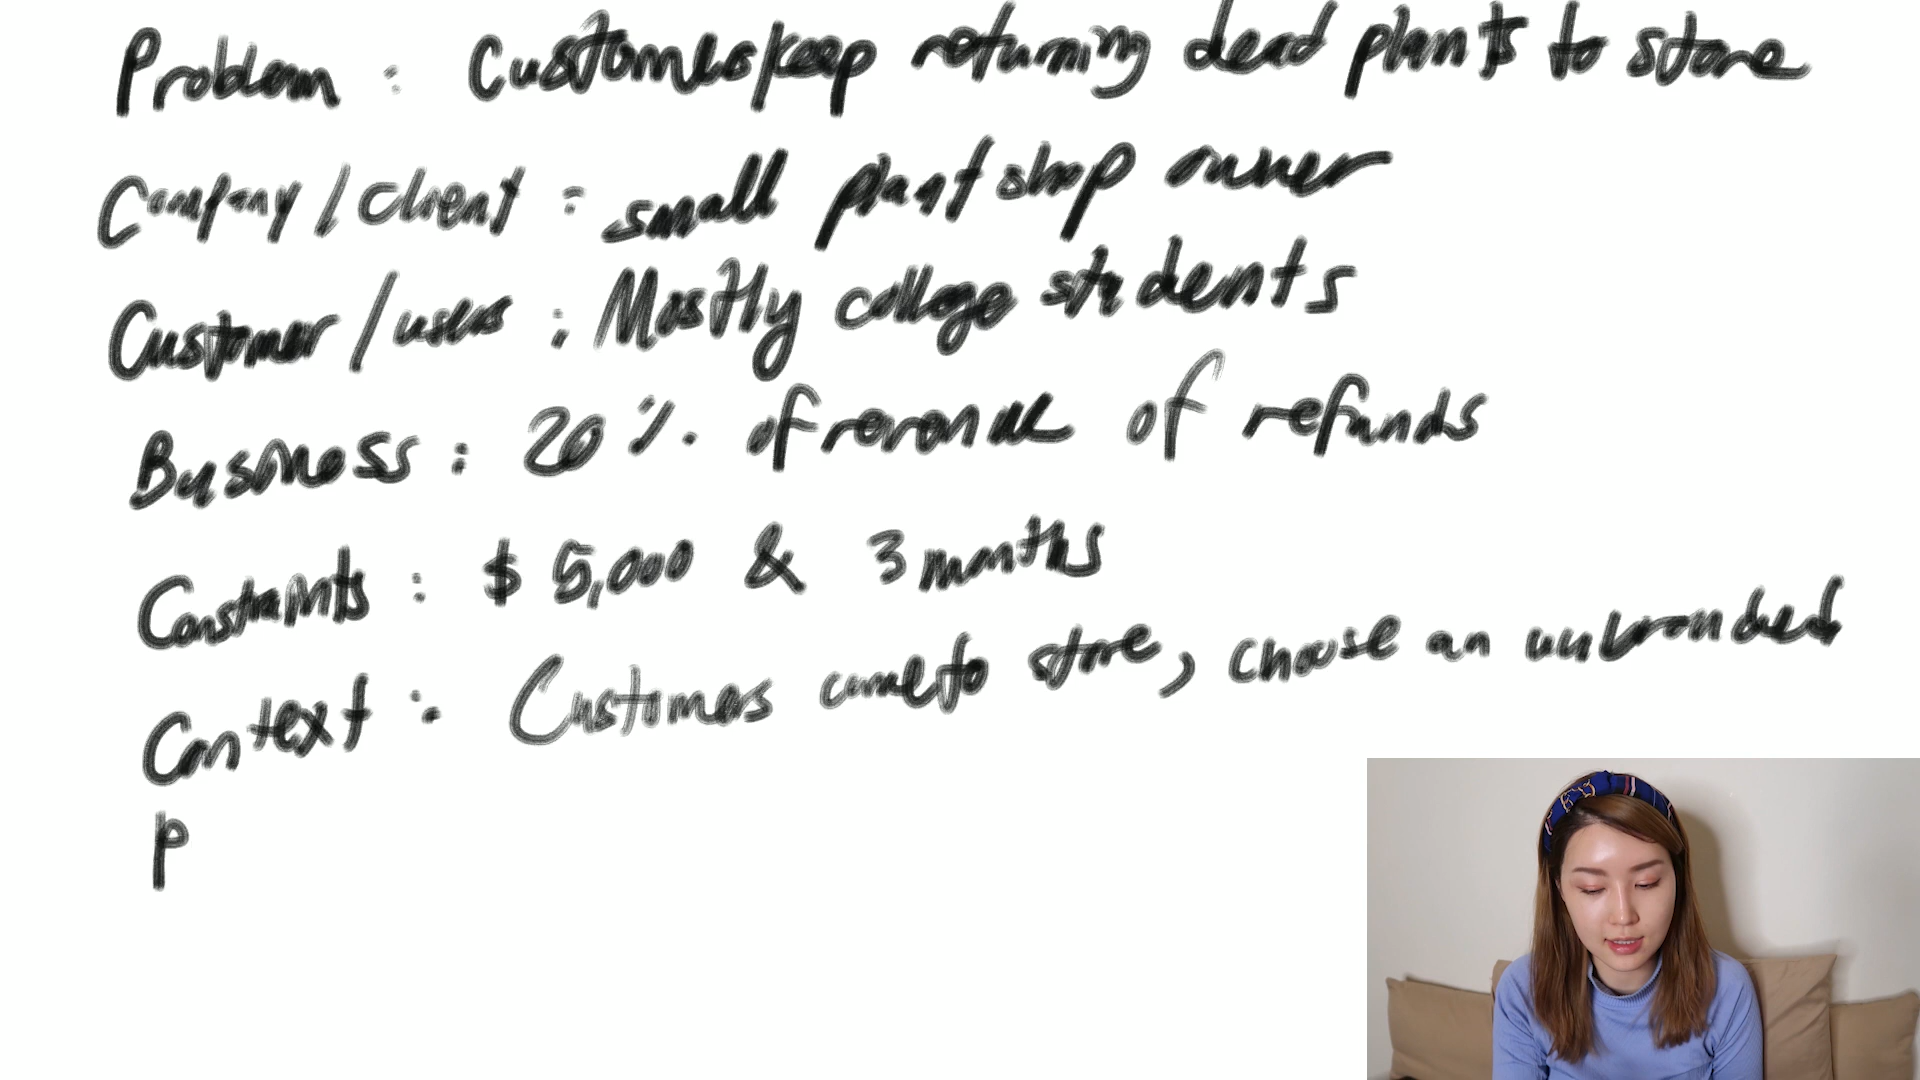 Problem : Customers keep returning dead plants to store
Company/client : small plant shop owner
Customer/users : Mostly college students
Business : 20% of revenue of refunds
Constraints : $5,000 & 3 months
Context : Customers come to store, choose an unbranded
P